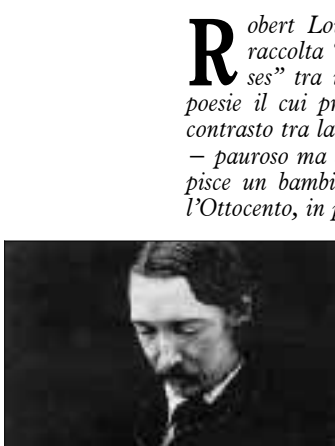 Robert Lo
raccolta "
ses" tra i
poesie il cui pr
contrasto tra la
– pauroso ma
pisce un bambi
l'Ottocento, in p